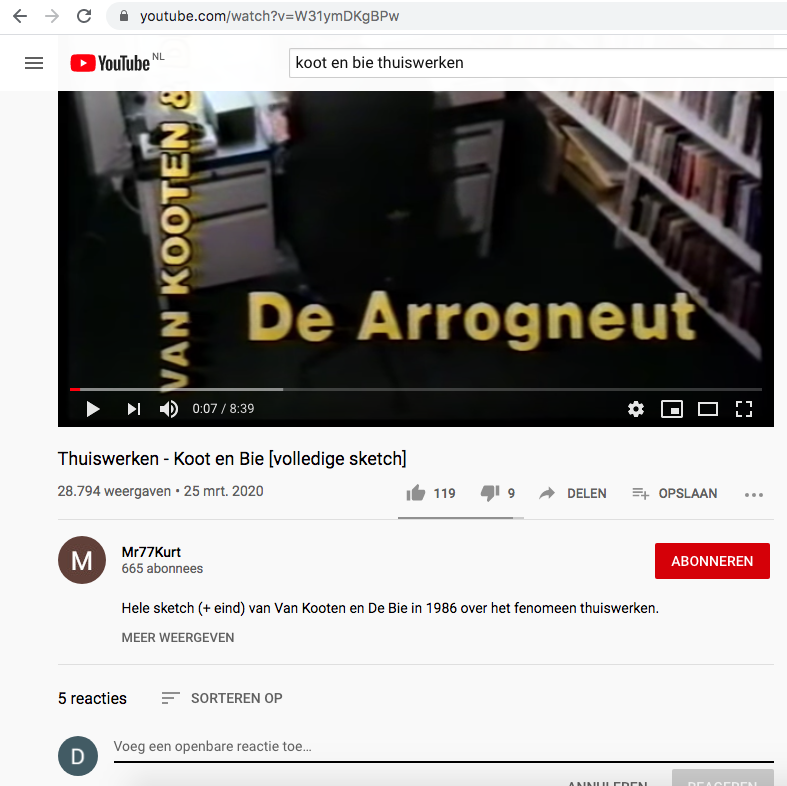 youtube.com/watch?v=W31ymDKgBPw
YouTube NL
koot en bie thuiswerken
VAN KOOTEN &
De Arrogneut
0:07 / 8:39
Thuiswerken - Koot en Bie [volledige sketch]
28.794 weergaven • 25 mrt. 2020
119
9
DELEN
OPSLAAN
M
Mr77Kurt
665 abonnees
ABONNEREN
Hele sketch (+ eind) van Van Kooten en De Bie in 1986 over het fenomeen thuiswerken.
MEER WEERGEVEN
5 reacties
SORTEREN OP
D
Voeg een openbare reactie toe...
ANNULEREN
REAGEREN